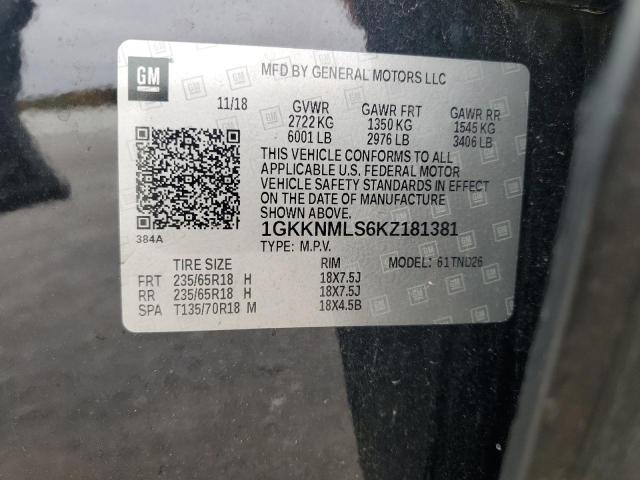 GM
MFD BY GENERAL MOTORS LLC
11/18 GVWR GAWR FRT GAWR RR
2722 KG 1350 KG 1545 KG
6001 LB 2976 LB 3406 LB
THIS VEHICLE CONFORMS TO ALL
APPLICABLE U.S. FEDERAL MOTOR
VEHICLE SAFETY STANDARDS IN EFFECT
ON THE DATE OF MANUFACTURE
SHOWN ABOVE.
384A
1GKKNMLS6KZ181381
TYPE: M.P.V. MODEL: 61TND26
TIRE SIZE RIM
FRT 235/65R18 H 18X7.5J
RR 235/65R18 H 18X7.5J
SPA T135/70R18 M 18X4.5B